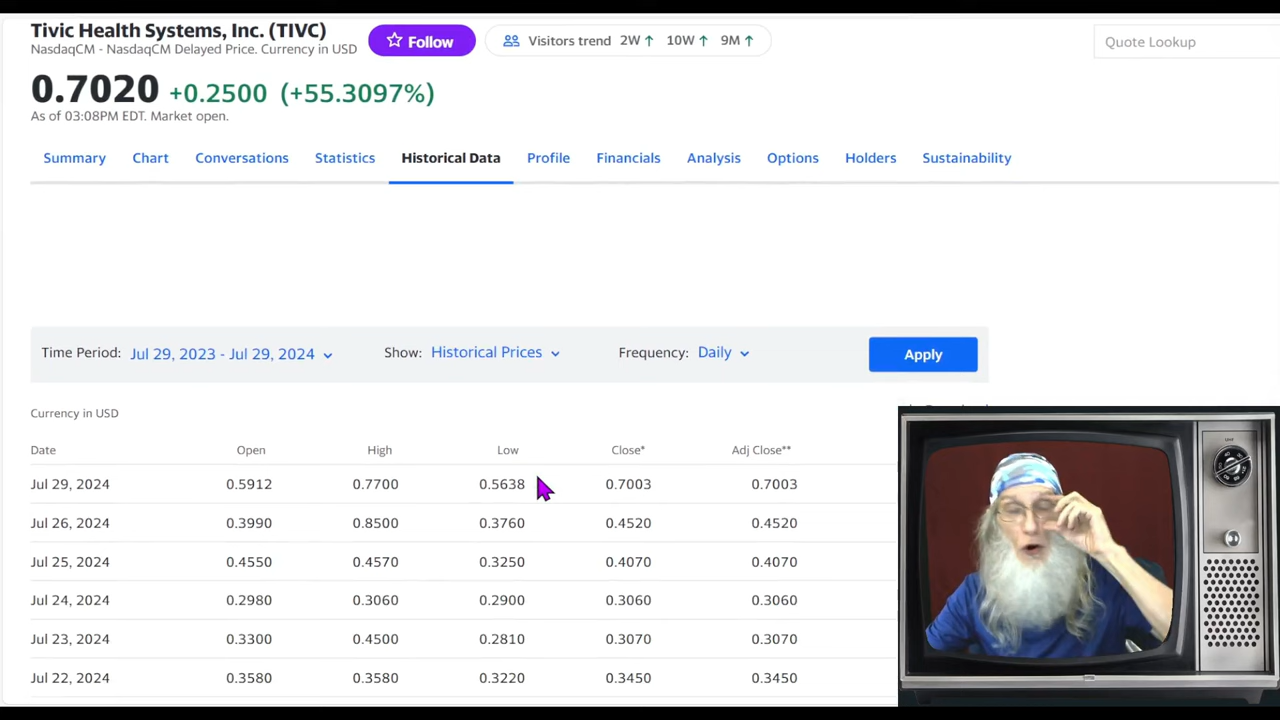 Tivic Health Systems, Inc. (TIVC)
Follow
Visitors trend 2W ↑ 10W ↑ 9M ↑
Quote Lookup
NasdaqCM - NasdaqCM Delayed Price. Currency in USD
0.7020 +0.2500 (+55.3097%)
As of 03:08PM EDT. Market open.
Summary Chart Conversations Statistics Historical Data Profile Financials Analysis Options Holders Sustainability
Time Period: Jul 29, 2023 - Jul 29, 2024 Show: Historical Prices Frequency: Daily Apply
Currency in USD
Date Open High Low Close* Adj Close**
Jul 29, 2024 0.5912 0.7700 0.5638 0.7003 0.7003
Jul 26, 2024 0.3990 0.8500 0.3760 0.4520 0.4520
Jul 25, 2024 0.4550 0.4570 0.3250 0.4070 0.4070
Jul 24, 2024 0.2980 0.3060 0.2900 0.3060 0.3060
Jul 23, 2024 0.3300 0.4500 0.2810 0.3070 0.3070
Jul 22, 2024 0.3580 0.3580 0.3220 0.3450 0.3450